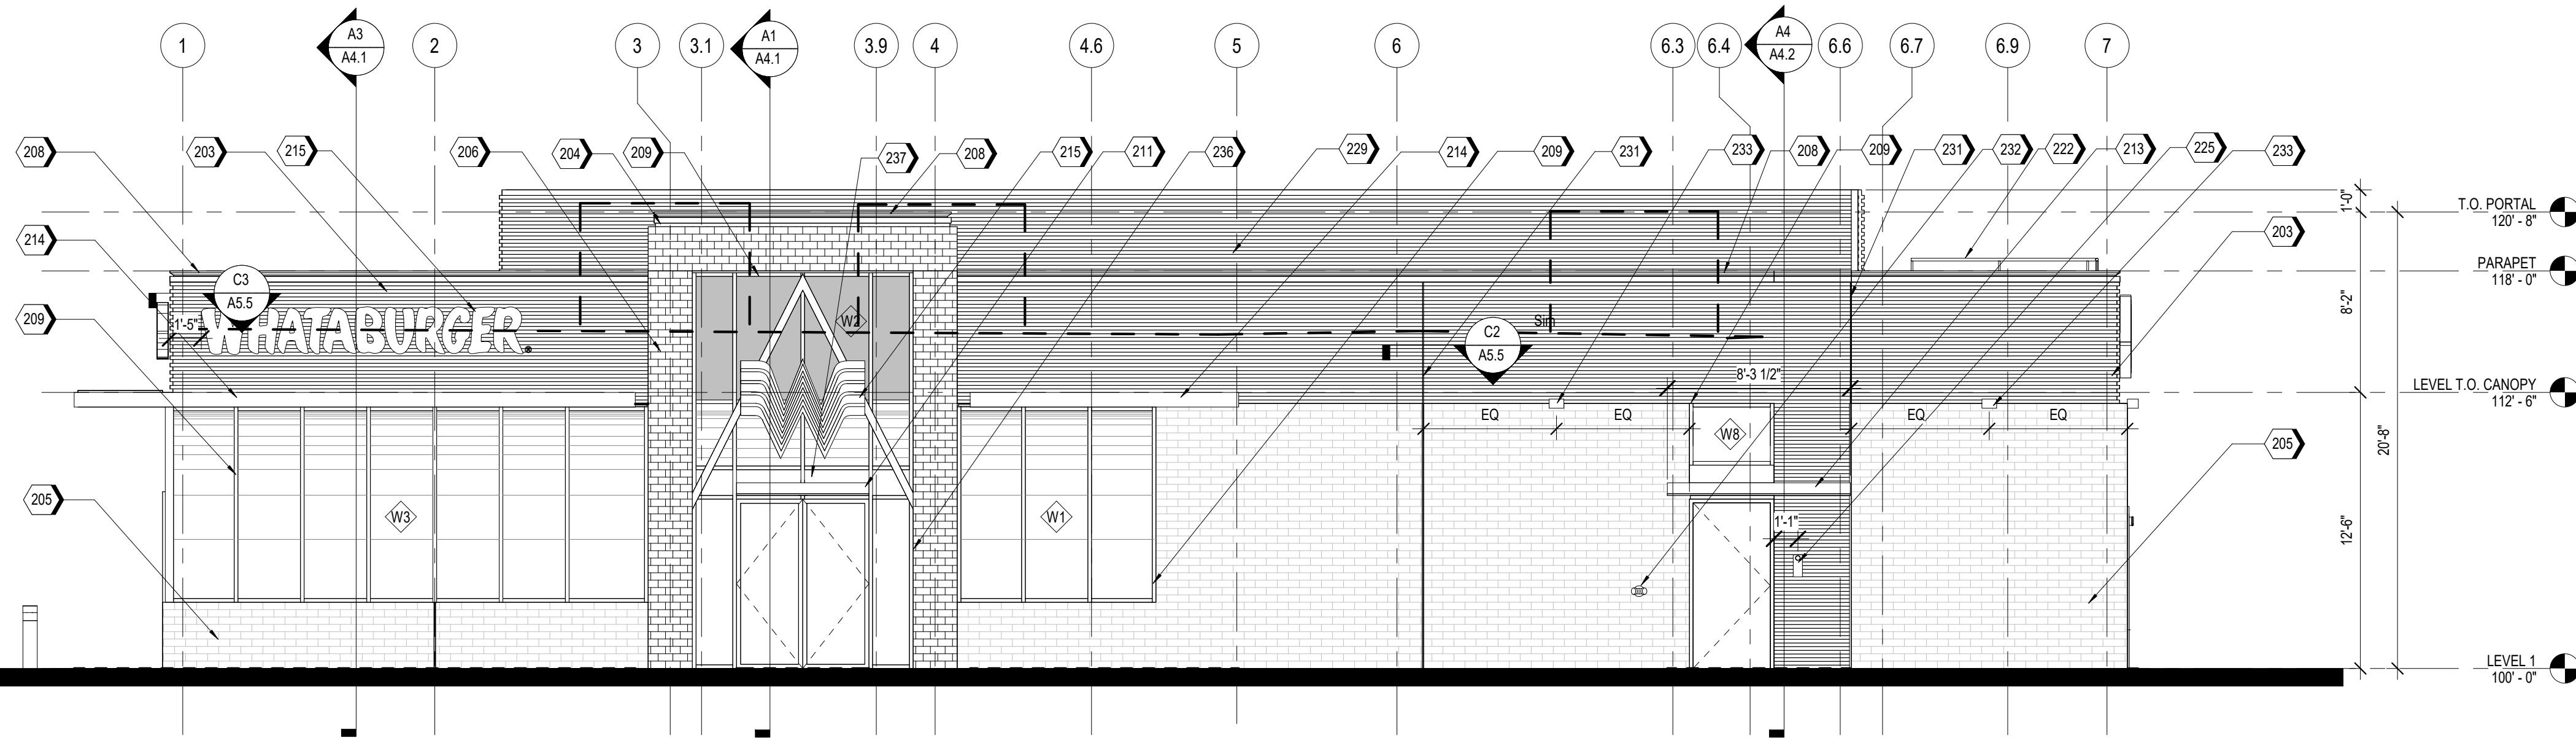 1
A3
A4.1
2
3
3.1
A1
A4.1
3.9
4
4.6
5
6
6.3
6.4
A4
A4.2
6.6
6.7
6.9
7
208
203
215
206
204
209
237
208
215
211
236
229
214
209
231
233
208
209
231
232
222
213
225
233
1'-0"
T.O. PORTAL
120' - 8"
214
203
PARAPET
118' - 0"
C3
A5.5
8'-2"
209
1'-5"
WHATABURGER®
W2
Sim
C2
A5.5
8'-3 1/2"
LEVEL T.O. CANOPY
112' - 6"
EQ
EQ
EQ
EQ
W8
20'-8"
205
205
W3
W1
1'-1"
12'-6"
LEVEL 1
100' - 0"